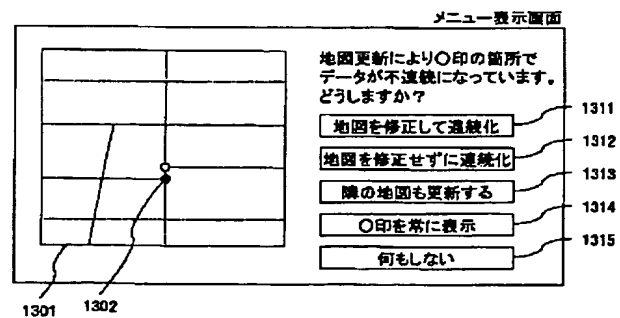 メニュー表示画面
地図更新により〇印の箇所で
データが不連続になっています。
どうしますか?
地図を修正して連続化
地図を修正せずに連続化
隣の地図も更新する
〇印を常に表示
何もしない
1311
1312
1313
1314
1315
1301
1302